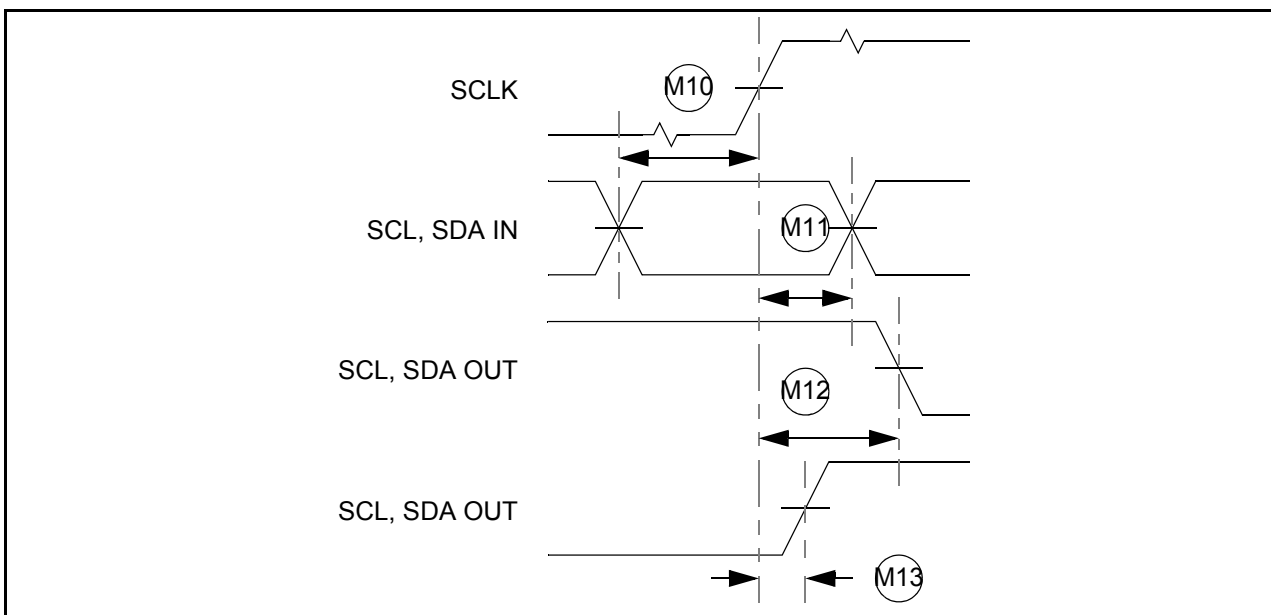 SCLK
M10
SCL, SDA IN
M11
SCL, SDA OUT
M12
SCL, SDA OUT
M13